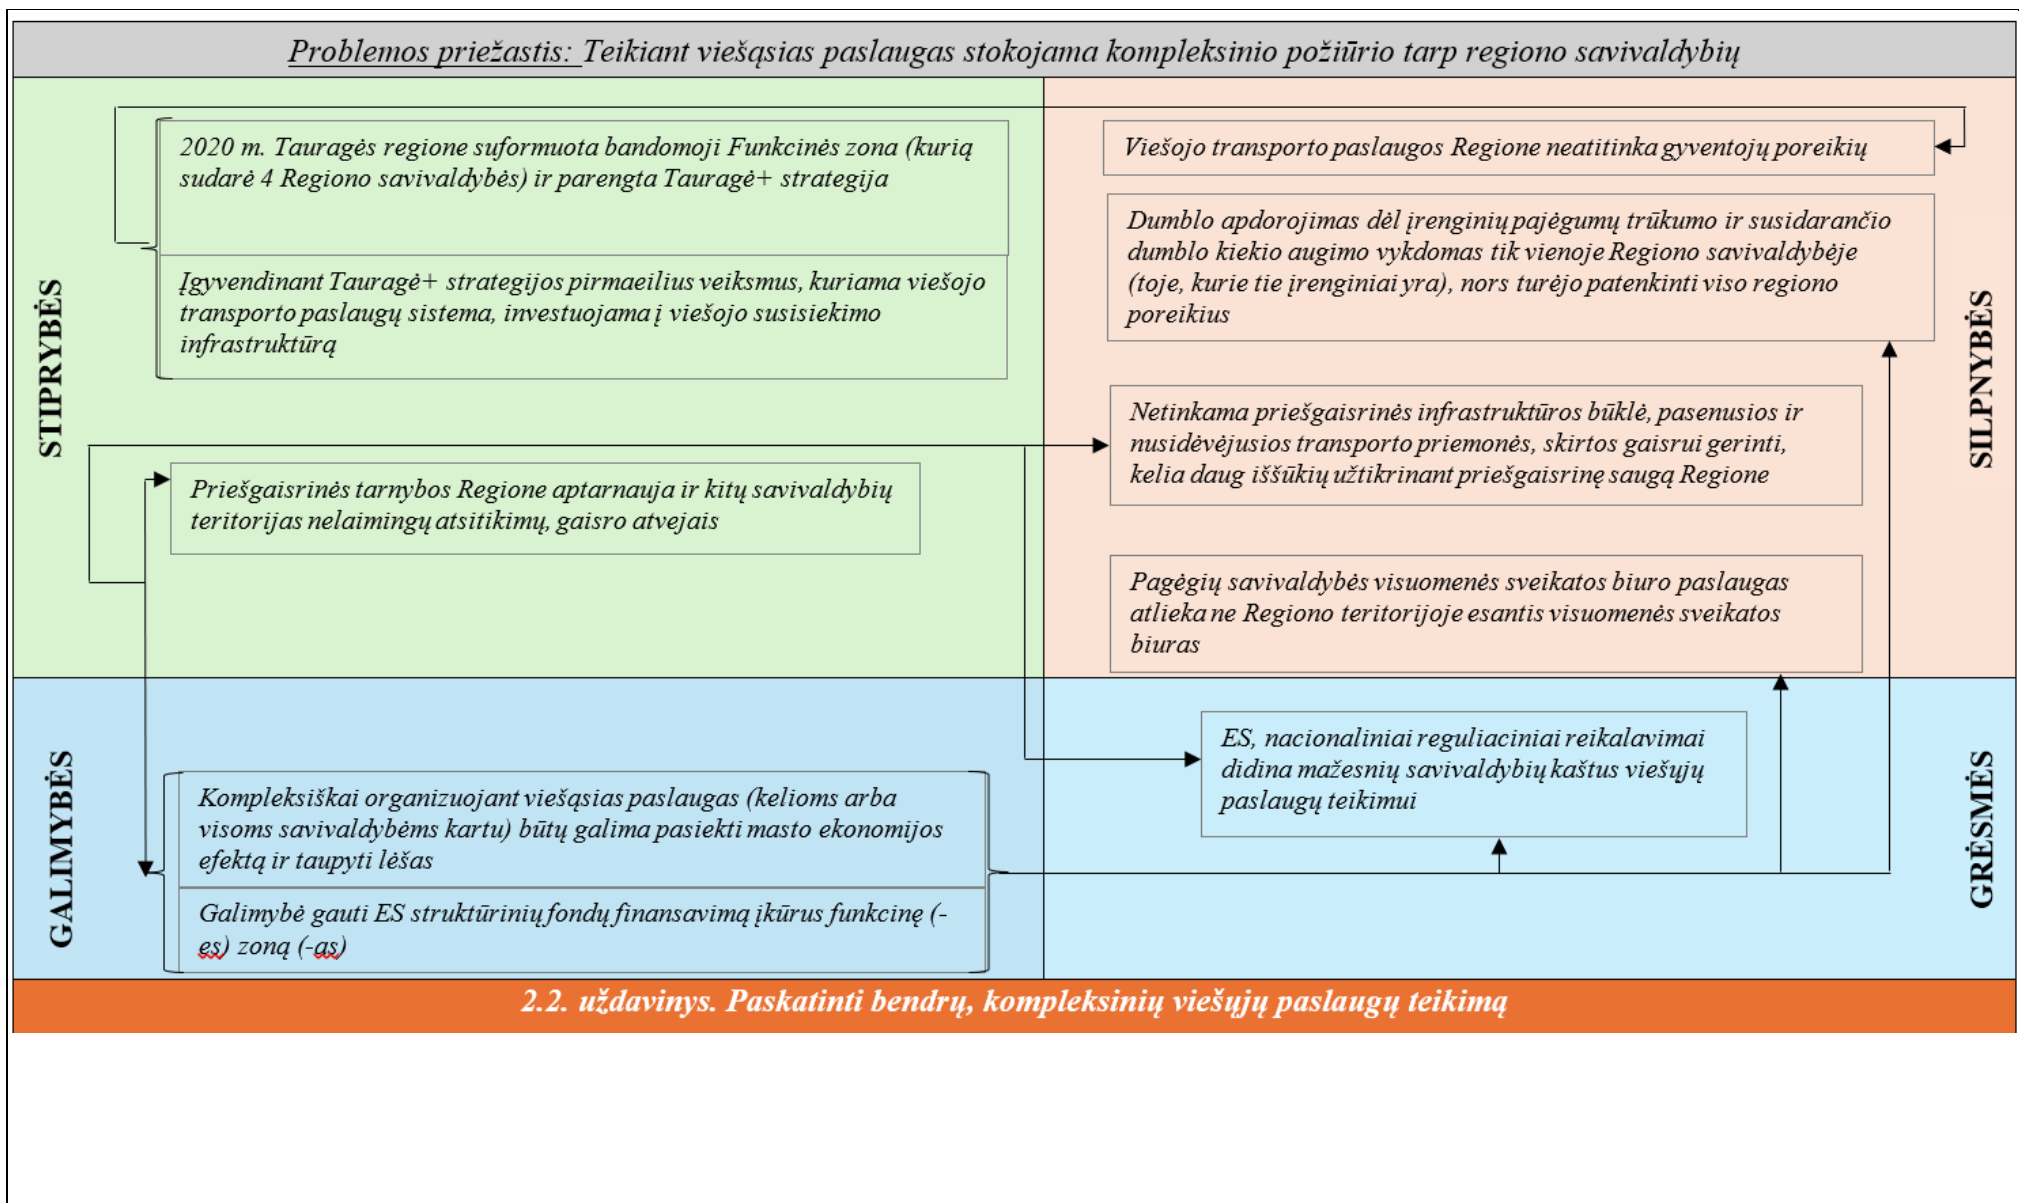 Problemos priežastis: Teikiant viešąsias paslaugas stokojama kompleksinio požiūrio tarp regiono savivaldybių
STIPRYBĖS
2020 m. Tauragės regione suformuota bandomoji Funkcinės zona (kurią
sudarė 4 Regiono savivaldybės) ir parengta Tauragė+ strategija
Įgyvendinant Tauragė+ strategijos pirmaeilius veiksmus, kuriama viešojo
transporto paslaugų sistema, investuojama į viešojo susisiekimo
infrastruktūrą
Priešgaisrinės tarnybos Regione aptarnauja ir kitų savivaldybių
teritorijas nelaimingų atsitikimų, gaisro atvejais
SILPNYBĖS
Viešojo transporto paslaugos Regione neatitinka gyventojų poreikių
Dumblo apdorojimas dėl įrenginių pajėgumų trūkumo ir susidarančio
dumblo kiekio augimo vykdomas tik vienoje Regiono savivaldybėje
(toje, kurie tie įrenginiai yra), nors turėjo patenkinti viso regiono
poreikius
Netinkama priešgaisrinės infrastruktūros būklė, pasenusios ir
nusidėvėjusios transporto priemonės, skirtos gaisrui gerinti,
kelia daug iššūkių užtikrinant priešgaisrinę saugą Regione
Pagėgių savivaldybės visuomenės sveikatos biuro paslaugas
atlieka ne Regiono teritorijoje esantis visuomenės sveikatos
biuras
GALIMYBĖS
Kompleksiškai organizuojant viešąsias paslaugas (kelioms arba
visoms savivaldybėms kartu) būtų galima pasiekti masto ekonomijos
efektą ir taupyti lėšas
Galimybė gauti ES struktūrinių fondų finansavimą įkūrus funkcinę (-
es) zoną (-as)
GRĖSMĖS
ES, nacionaliniai reguliaciniai reikalavimai
didina mažesnių savivaldybių kaštus viešųjų
paslaugų teikimui
2.2. uždavinys. Paskatinti bendrų, kompleksinių viešųjų paslaugų teikimą